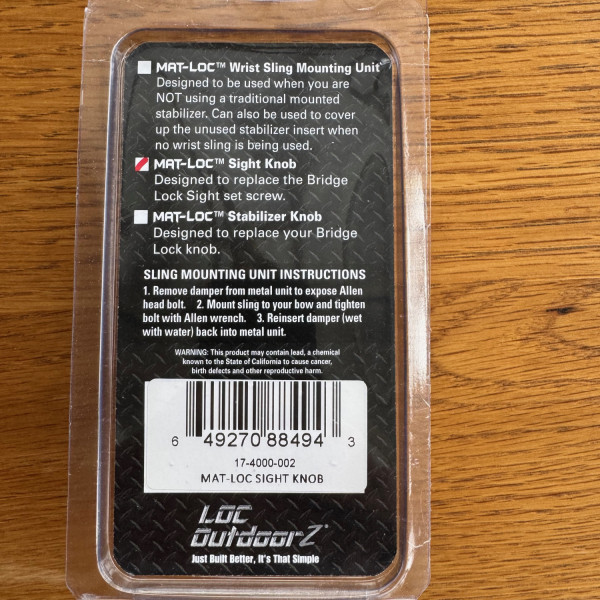 MAT-LOC™ Wrist Sling Mounting Unit
Designed to be used when you are
NOT using a traditional mounted
stabilizer. Can also be used to cover
up the unused stabilizer insert when
no wrist sling is being used.
MAT-LOC™ Sight Knob
Designed to replace the Bridge
Lock Sight set screw.
MAT-LOC™ Stabilizer Knob
Designed to replace your Bridge
Lock knob.
SLING MOUNTING UNIT INSTRUCTIONS
1. Remove damper from metal unit to expose Allen
head bolt. 2. Mount sling to your bow and tighten
bolt with Allen wrench. 3. Reinsert damper (wet
with water) back into metal unit.
WARNING: This product may contain lead, a chemical
known to the State of California to cause cancer,
birth defects and other reproductive harm.
6 49270 88494 3
17-4000-002
MAT-LOC SIGHT KNOB
LOC
OutdoorZ
Just Built Better, It's That Simple